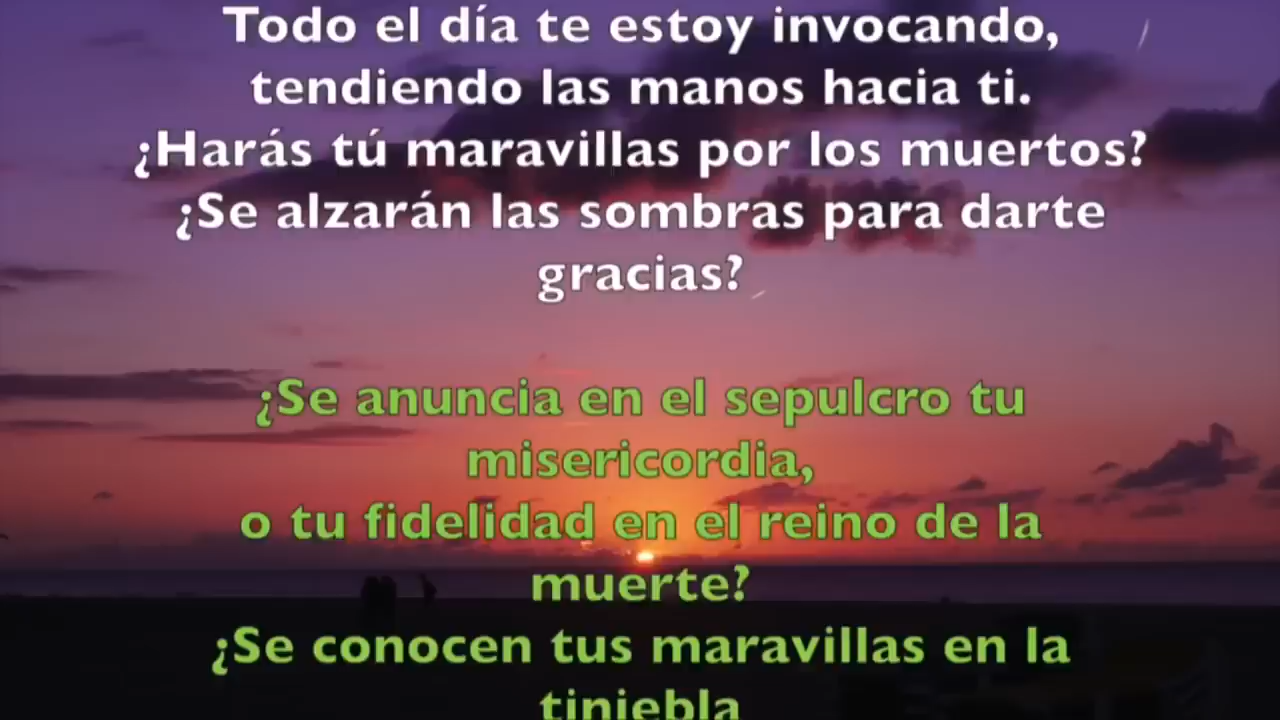 Todo el día te estoy invocando,
tendiendo las manos hacia ti.
¿Harás tú maravillas por los muertos?
¿Se alzarán las sombras para darte
gracias?
¿Se anuncia en el sepulcro tu
misericordia,
o tu fidelidad en el reino de la
muerte?
¿Se conocen tus maravillas en la
tiniebla